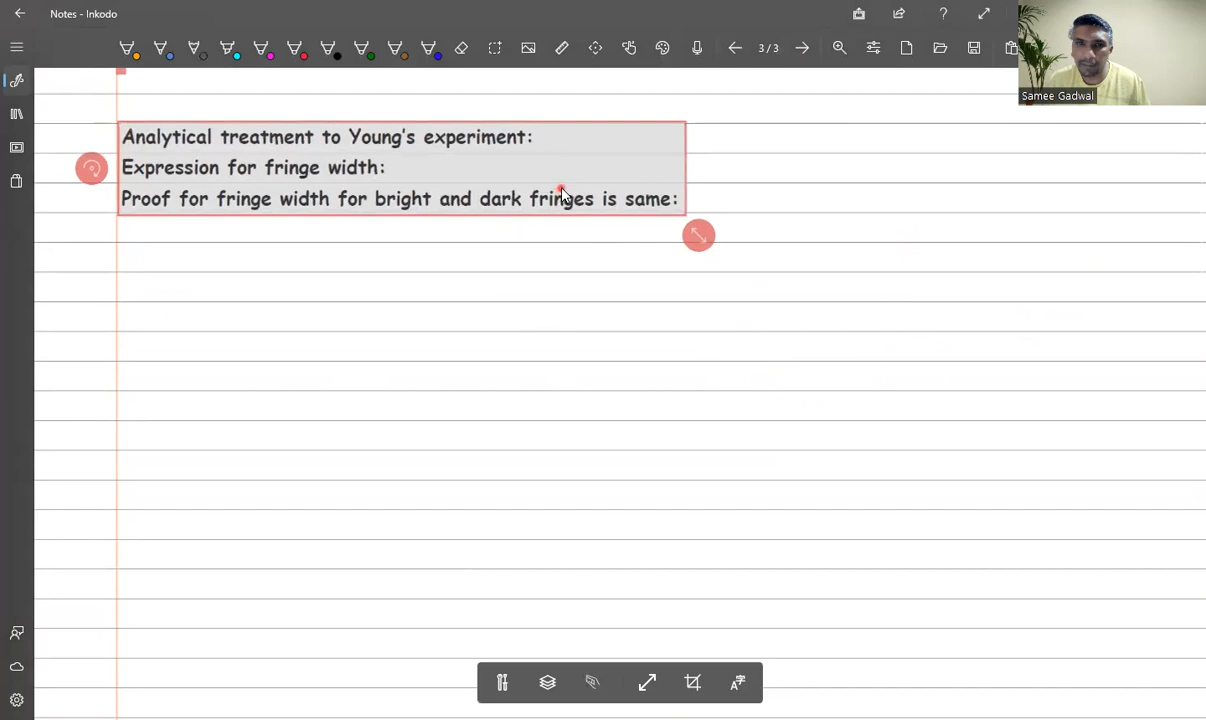 Notes - Inkodo
3 / 3
Samee Gadwal
Analytical treatment to Young's experiment:
Expression for fringe width:
Proof for fringe width for bright and dark fringes is same: